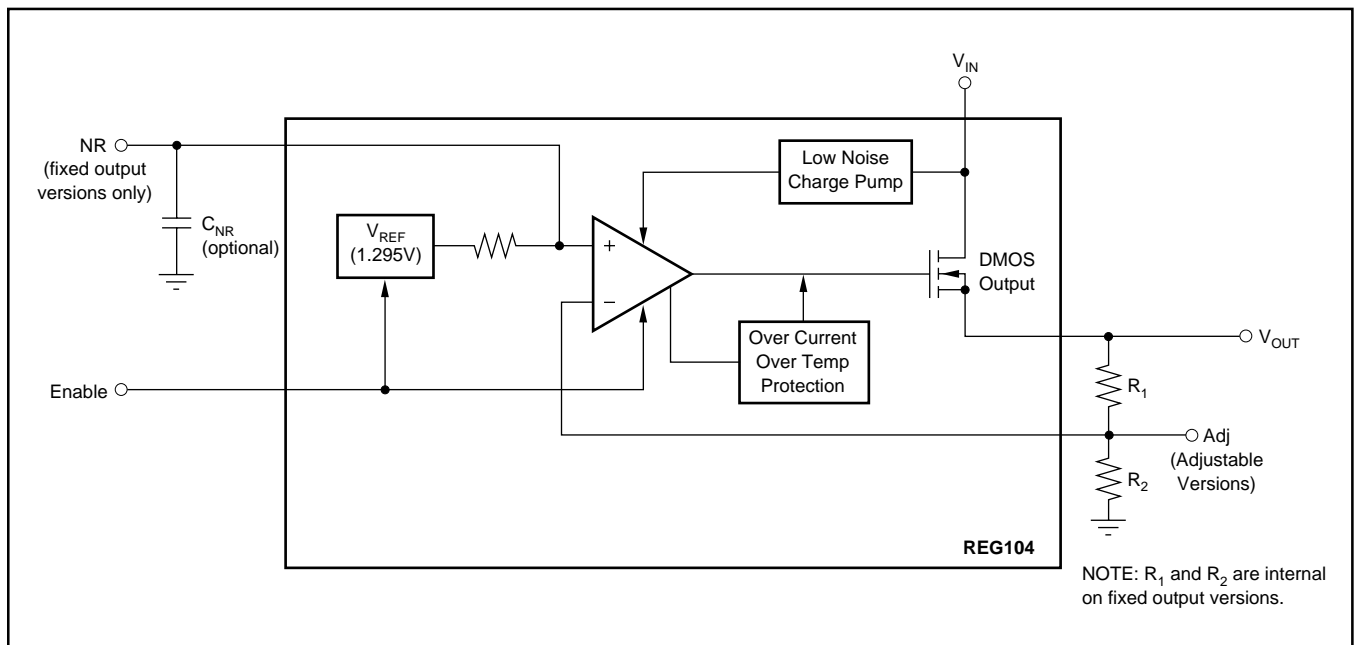 V_IN
NR
(fixed output
versions only)
C_NR
(optional)
V_REF
(1.295V)
+
–
Low Noise
Charge Pump
DMOS
Output
Over Current
Over Temp
Protection
V_OUT
R_1
Enable
Adj
(Adjustable
Versions)
R_2
REG104
NOTE: R_1 and R_2 are internal
on fixed output versions.